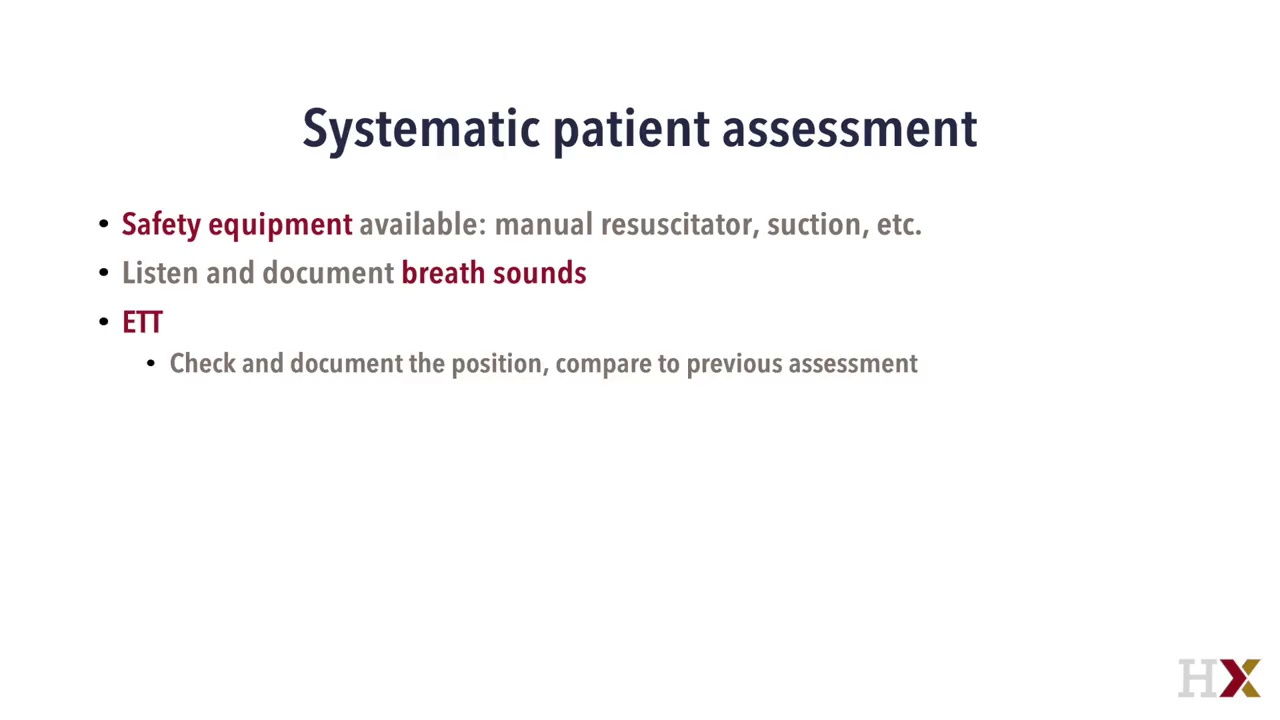 Systematic patient assessment
• Safety equipment available: manual resuscitator, suction, etc.
• Listen and document breath sounds
• ETT
• Check and document the position, compare to previous assessment
HX